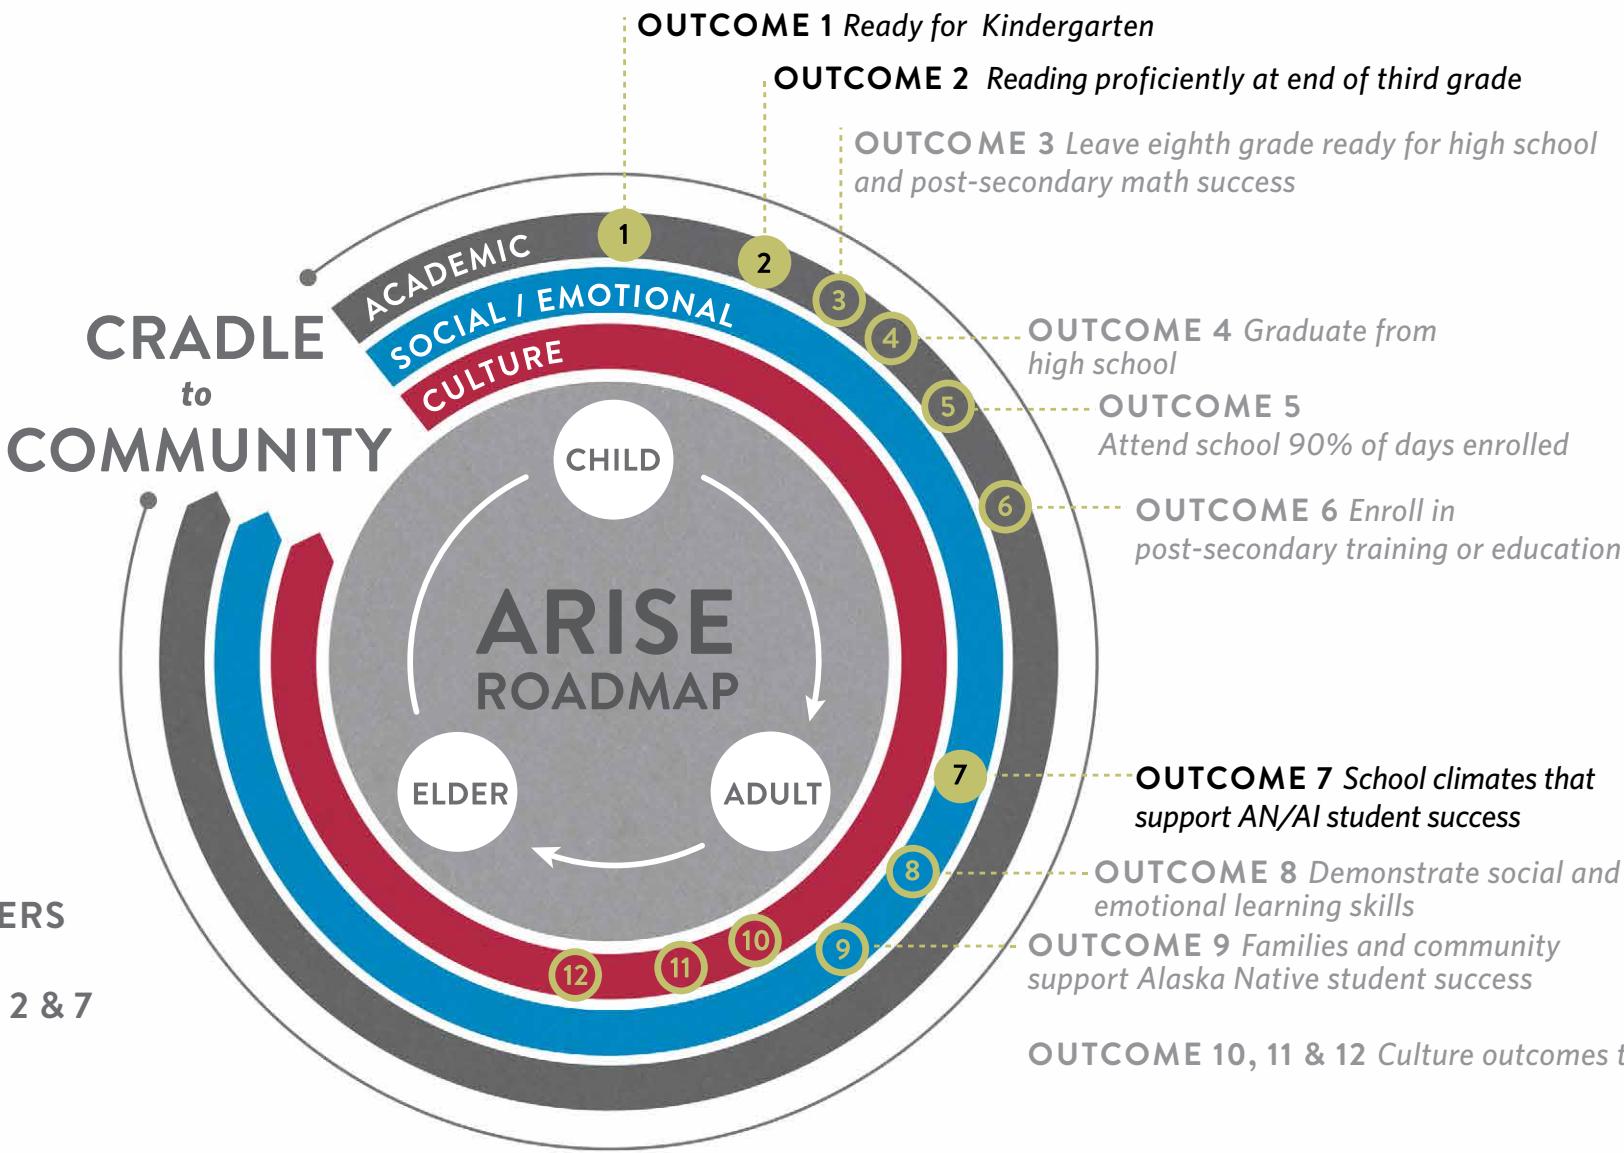 OUTCOME 1 Ready for Kindergarten
OUTCOME 2 Reading proficiently at end of third grade
OUTCOME 3 Leave eighth grade ready for high school
and post-secondary math success
ACADEMIC
1
2
3
4
5
6
SOCIAL / EMOTIONAL
CULTURE
CRADLE
to
COMMUNITY
OUTCOME 4 Graduate from
high school
OUTCOME 5
Attend school 90% of days enrolled
OUTCOME 6 Enroll in
post-secondary training or education
CHILD
ARISE
ROADMAP
ELDER
ADULT
7
8
9
10
11
12
OUTCOME 7 School climates that
support AN/AI student success
OUTCOME 8 Demonstrate social and
emotional learning skills
OUTCOME 9 Families and community
support Alaska Native student success
OUTCOME 10, 11 & 12 Culture outcomes
ERS
2 & 7